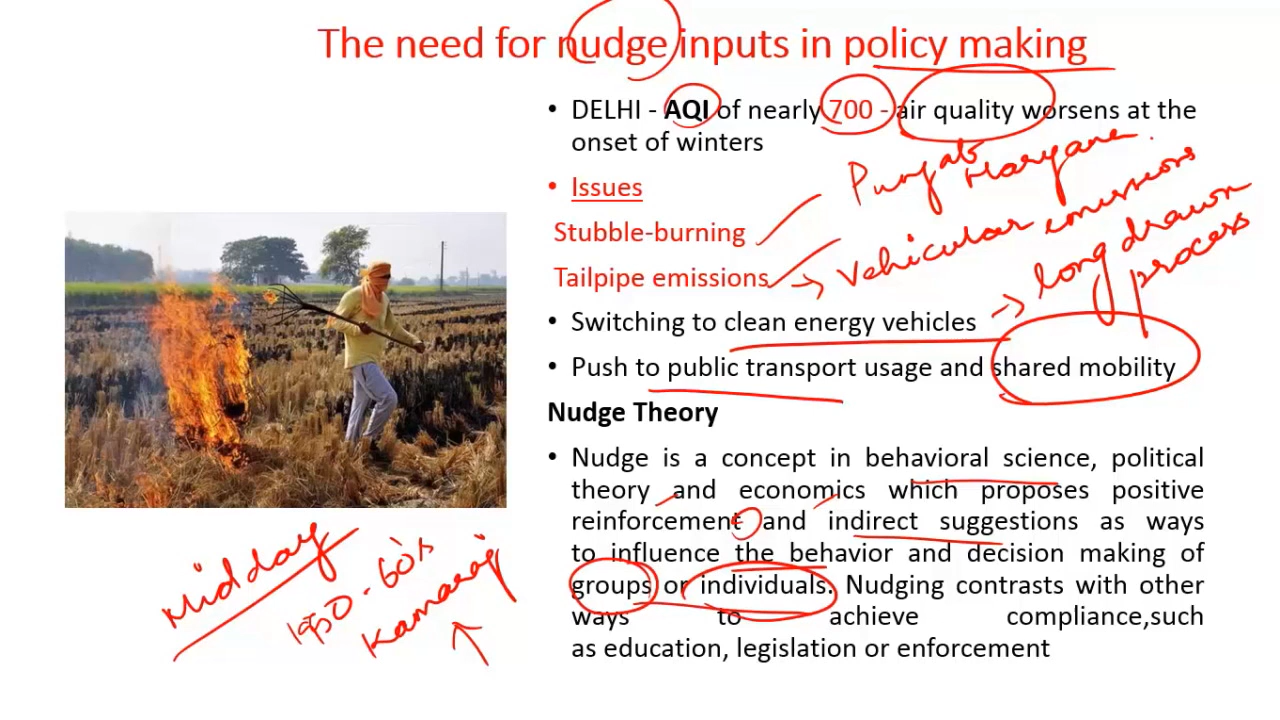 The need for nudge inputs in policy making
• DELHI - AQI of nearly 700 - air quality worsens at the
onset of winters
• Issues
Stubble-burning
Punjab
Haryana
Tailpipe emissions
→ Vehicular emissions
• Switching to clean energy vehicles
→ long drawn
process
• Push to public transport usage and shared mobility
Nudge Theory
• Nudge is a concept in behavioral science, political
theory and economics which proposes positive
reinforcement and indirect suggestions as ways
to influence the behavior and decision making of
groups or individuals. Nudging contrasts with other
ways to achieve compliance,such
as education, legislation or enforcement
Midday
1950-60's
Kamaraj